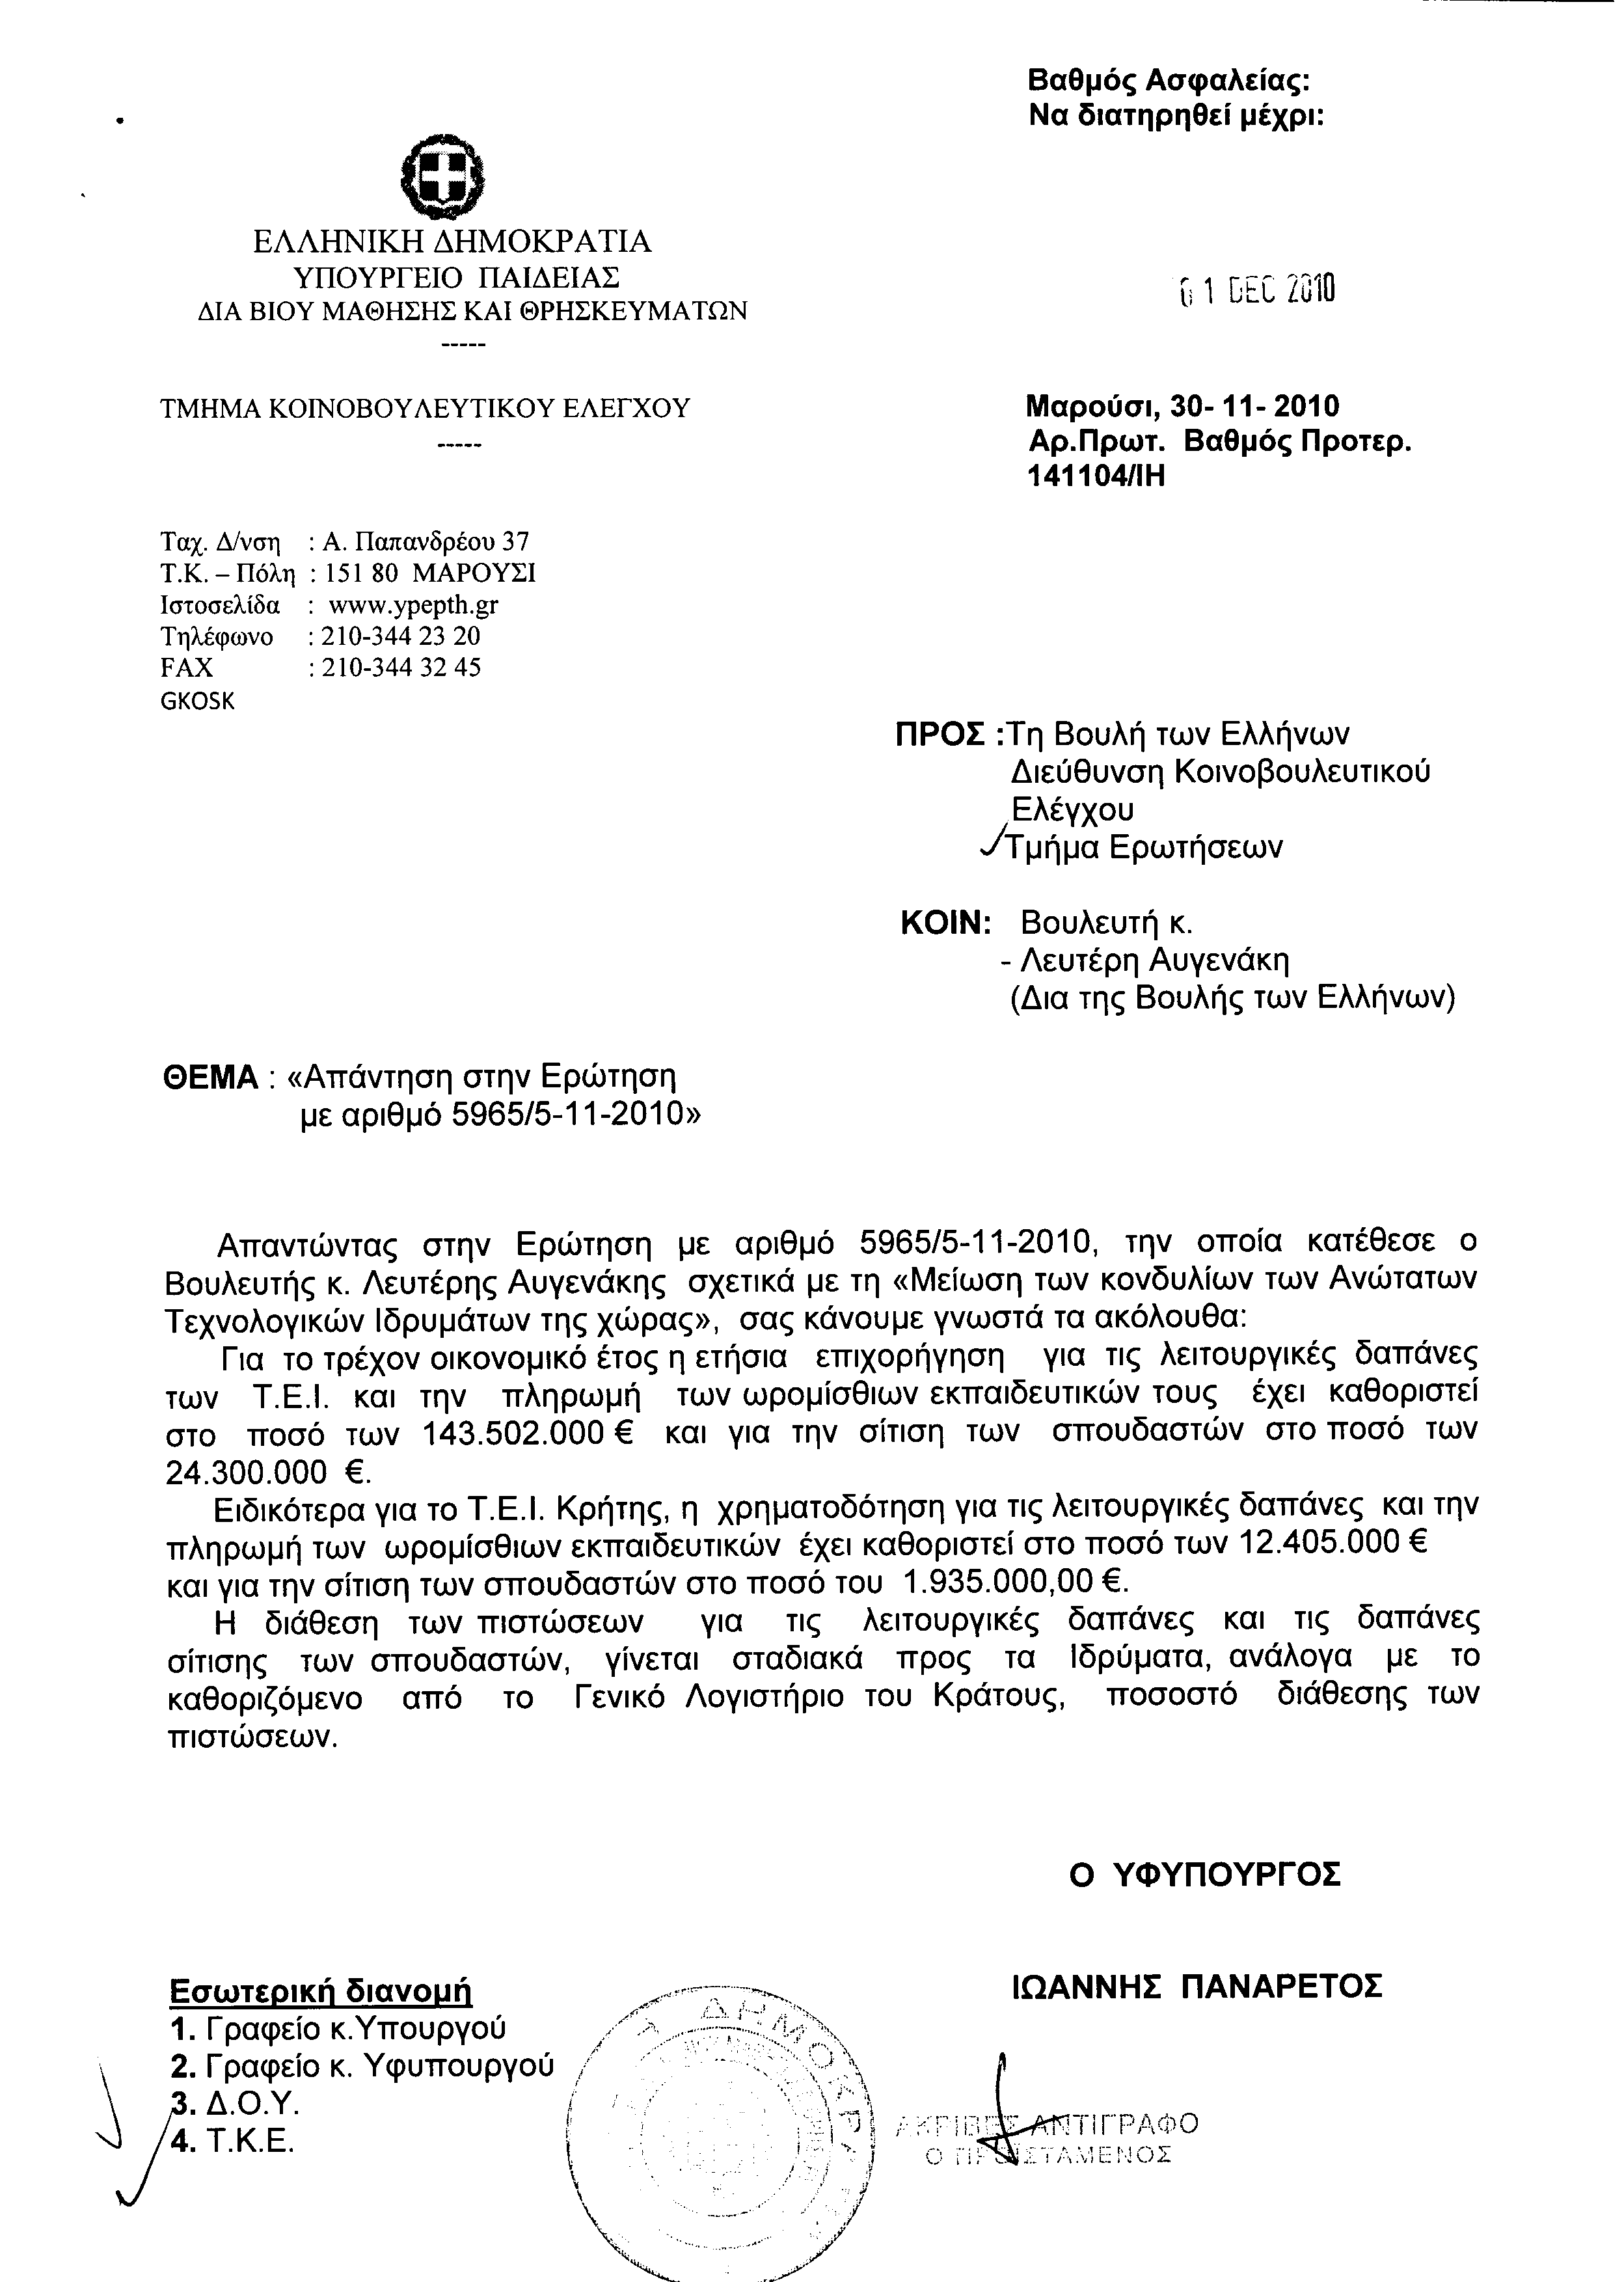 Βαθμός Ασφαλείας:
Να διατηρηθεί μέχρι:
ΕΛΛΗΝΙΚΗ ΔΗΜΟΚΡΑΤΙΑ
ΥΠΟΥΡΓΕΙΟ ΠΑΙΔΕΙΑΣ
ΔΙΑ ΒΙΟΥ ΜΑΘΗΣΗΣ ΚΑΙ ΘΡΗΣΚΕΥΜΑΤΩΝ
-----
01 DEC 2010
ΤΜΗΜΑ ΚΟΙΝΟΒΟΥΛΕΥΤΙΚΟΥ ΕΛΕΓΧΟΥ
-----
Μαρούσι, 30- 11- 2010
Αρ.Πρωτ. Βαθμός Προτερ.
141104/ΙΗ
Ταχ. Δ/νση : Α. Παπανδρέου 37
Τ.Κ. – Πόλη : 151 80 ΜΑΡΟΥΣΙ
Ιστοσελίδα : www.ypepth.gr
Τηλέφωνο : 210-344 23 20
FAX : 210-344 32 45
GKOSK
ΠΡΟΣ :Τη Βουλή των Ελλήνων
Διεύθυνση Κοινοβουλευτικού
Ελέγχου
Τμήμα Ερωτήσεων
ΚΟΙΝ: Βουλευτή κ.
- Λευτέρη Αυγενάκη
(Δια της Βουλής των Ελλήνων)
ΘΕΜΑ : «Απάντηση στην Ερώτηση
με αριθμό 5965/5-11-2010»
Απαντώντας στην Ερώτηση με αριθμό 5965/5-11-2010, την οποία κατέθεσε ο
Βουλευτής κ. Λευτέρης Αυγενάκης σχετικά με τη «Μείωση των κονδυλίων των Ανώτατων
Τεχνολογικών Ιδρυμάτων της χώρας», σας κάνουμε γνωστά τα ακόλουθα:
Για το τρέχον οικονομικό έτος η ετήσια επιχορήγηση για τις λειτουργικές δαπάνες
των Τ.Ε.Ι. και την πληρωμή των ωρομίσθιων εκπαιδευτικών τους έχει καθοριστεί
στο ποσό των 143.502.000 € και για την σίτιση των σπουδαστών στο ποσό των
24.300.000 €.
Ειδικότερα για το Τ.Ε.Ι. Κρήτης, η χρηματοδότηση για τις λειτουργικές δαπάνες και την
πληρωμή των ωρομίσθιων εκπαιδευτικών έχει καθοριστεί στο ποσό των 12.405.000 €
και για την σίτιση των σπουδαστών στο ποσό του 1.935.000,00 €.
Η διάθεση των πιστώσεων για τις λειτουργικές δαπάνες και τις δαπάνες
σίτισης των σπουδαστών, γίνεται σταδιακά προς τα Ιδρύματα, ανάλογα με το
καθοριζόμενο από το Γενικό Λογιστήριο του Κράτους, ποσοστό διάθεσης των
πιστώσεων.
Ο ΥΦΥΠΟΥΡΓΟΣ
ΙΩΑΝΝΗΣ ΠΑΝΑΡΕΤΟΣ
Εσωτερική διανομή
1. Γραφείο κ.Υπουργού
2. Γραφείο κ. Υφυπουργού
3. Δ.Ο.Υ.
4. Τ.Κ.Ε.
ΑΚΡΙΒΕΣ ΑΝΤΙΓΡΑΦΟ
Ο ΠΡΟΪΣΤΑΜΕΝΟΣ